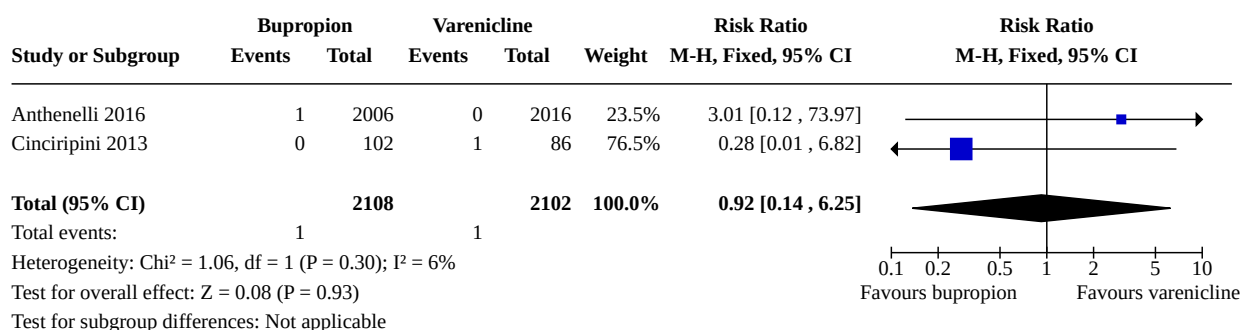 Bupropion Varenicline Risk Ratio Risk Ratio
Study or Subgroup Events Total Events Total Weight M-H, Fixed, 95% CI M-H, Fixed, 95% CI
Anthenelli 2016 1 2006 0 2016 23.5% 3.01 [0.12 , 73.97]
Cinciripini 2013 0 102 1 86 76.5% 0.28 [0.01 , 6.82]
Total (95% CI) 2108 2102 100.0% 0.92 [0.14 , 6.25]
Total events: 1 1
Heterogeneity: Chi² = 1.06, df = 1 (P = 0.30); I² = 6%
0.1 0.2 0.5 1 2 5 10
Test for overall effect: Z = 0.08 (P = 0.93)
Favours bupropion Favours varenicline
Test for subgroup differences: Not applicable